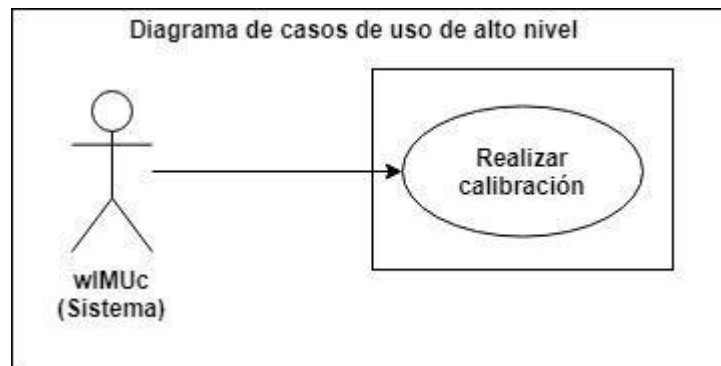 Diagrama de casos de uso de alto nivel
Realizar
calibración
wIMUc
(Sistema)